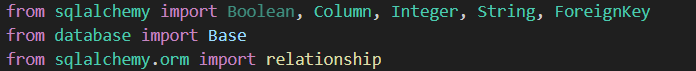 from sqlalchemy import Boolean, Column, Integer, String, ForeignKey
from database import Base
from sqlalchemy.orm import relationship